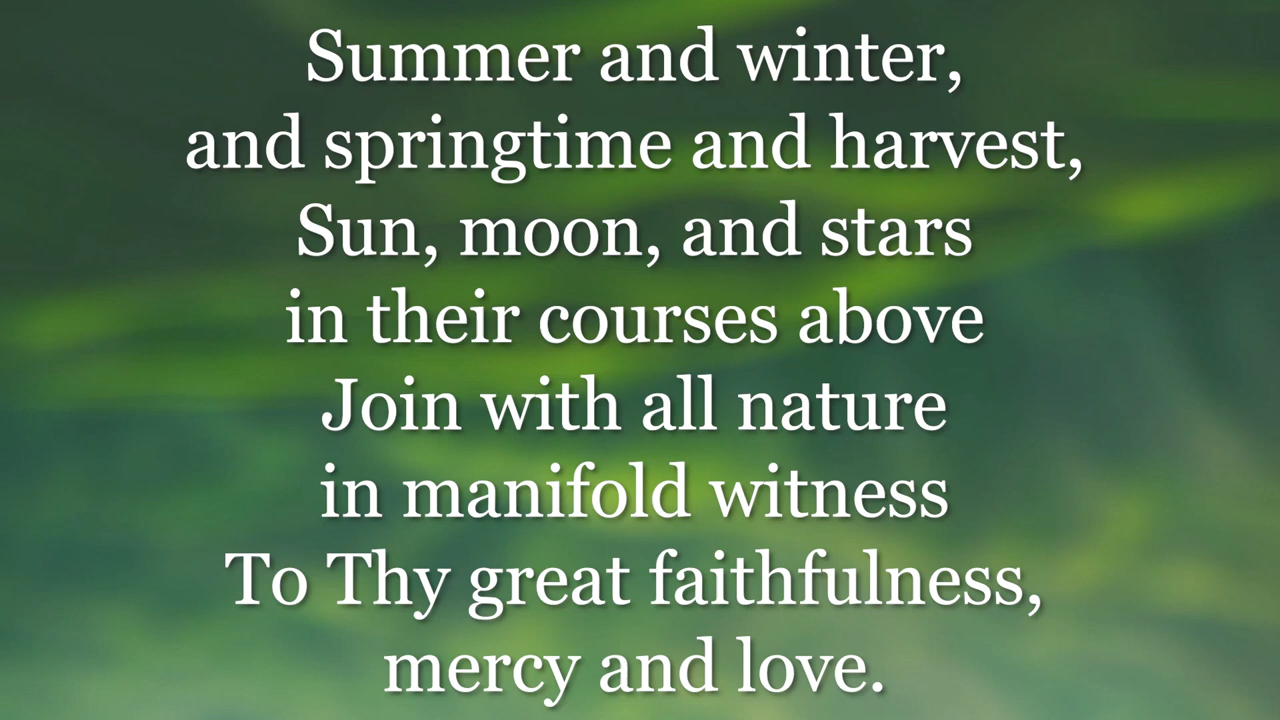 Summer and winter,
and springtime and harvest,
Sun, moon, and stars
in their courses above
Join with all nature
in manifold witness
To Thy great faithfulness,
mercy and love.